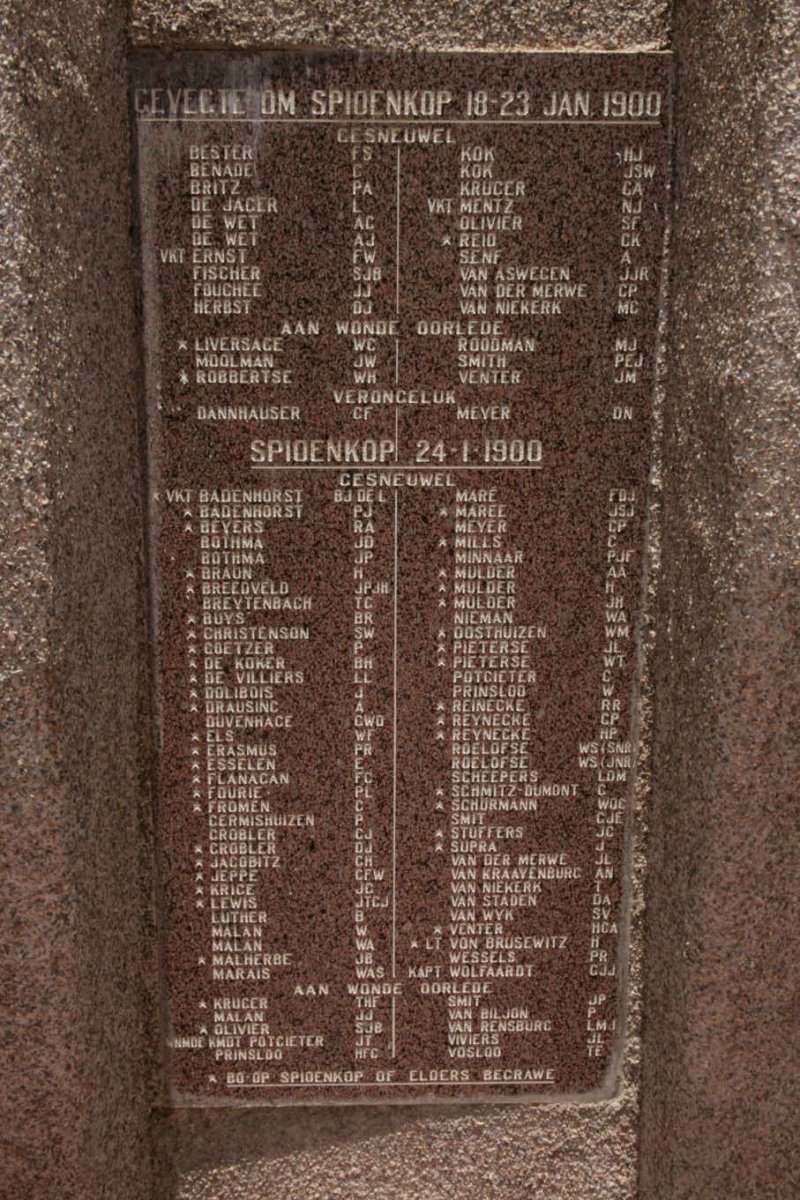 GEVEGTE OM SPIOENKOP 18-23 JAN. 1900
GESNEUWEL
BESTER FS KOK HJ
BENADE C KOK JSW
BRITZ PA KRUGER GA
DE JAGER L VKT MENTZ NJ
DE WET AC OLIVIER SF
DE WET AJ * REID CK
VKT ERNST FW SENF A
FISCHER SJB VAN ASWEGEN JJR
FOUCHEE JJ VAN DER MERWE CP
HERBST DJ VAN NIEKERK MC
AAN WONDE OORLEDE
* LIVERSAGE WC ROODMAN MJ
MOOLMAN JW SMITH PEJ
* ROBBERTSE WH VENTER JM
VERONGELUK
DANNHAUSER CF MEYER DN
SPIOENKOP 24-1-1900
GESNEUWEL
* VKT BADENHORST BJ DE L MARÉ FDJ
* BADENHORST PJ * MAREE JSJ
* BEYERS RA MEYER CP
BOTHMA JD * MILLS C
BOTHMA JP MINNAAR PJF
* BRAUN H * MULDER AA
* BREEDVELD JPJH * MULDER H
BREYTENBACH TC * MULDER JH
* BUYS BR NIEMAN WA
* CHRISTENSON SW * OOSTHUIZEN WM
* COETZER P * PIETERSE JL
* DE KOKER BH * PIETERSE WT
* DE VILLIERS LL POTGIETER C
* DOLIBOIS J PRINSLOO W
* DRAUSING A * REINECKE RR
DUVENHAGE GWD * REYNECKE CP
* ELS WF * REYNECKE HP
* ERASMUS PR ROELOFSE WS(SNR)
* ESSELEN E ROELOFSE WS(JNR)
* FLANAGAN FC SCHEEPERS LDM
* FOURIE PL * SCHMITZ-DUMONT C
* FROMEN C * SCHÜRMANN WOC
GERMISHUIZEN P SMIT CJE
GROBLER CJ * STUFFERS JC
* GROBLER DJ * SUPRA J
* JACOBITZ CH VAN DER MERWE JL
* JEPPE CFW VAN KRAAYENBURG AN
* KRIGE JC VAN NIEKERK T
* LEWIS JTCJ VAN STADEN DA
LUTHER B VAN WYK SV
MALAN W * VENTER HCA
MALAN WA * LT VON BRUSEWITZ H
* MALHERBE JB WESSELS PR
MARAIS WAS KAPT WOLFAARDT CJJ
AAN WONDE OORLEDE
* KRUGER THF SMIT JP
MALAN JJ VAN BILJON P
* OLIVIER SJB VAN RENSBURG LMJ
WNMDE KMDT POTGIETER JT VIVIERS JL
PRINSLOO HFC VOSLOO TE
* BO-OP SPIOENKOP OF ELDERS BEGRAWE